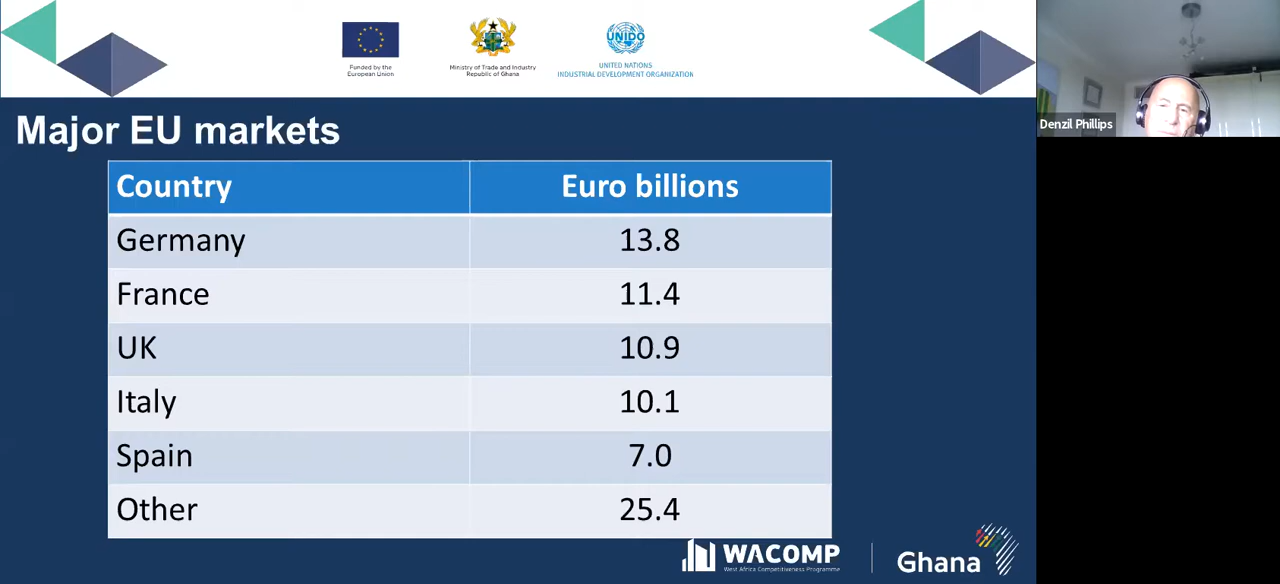 Funded by the
European Union
Ministry of Trade and Industry
Republic of Ghana
UNIDO
UNITED NATIONS
INDUSTRIAL DEVELOPMENT ORGANIZATION
Denzil Phillips
Major EU markets
Country Euro billions
Germany 13.8
France 11.4
UK 10.9
Italy 10.1
Spain 7.0
Other 25.4
WACOMP
West Africa Competitiveness Programme
Ghana